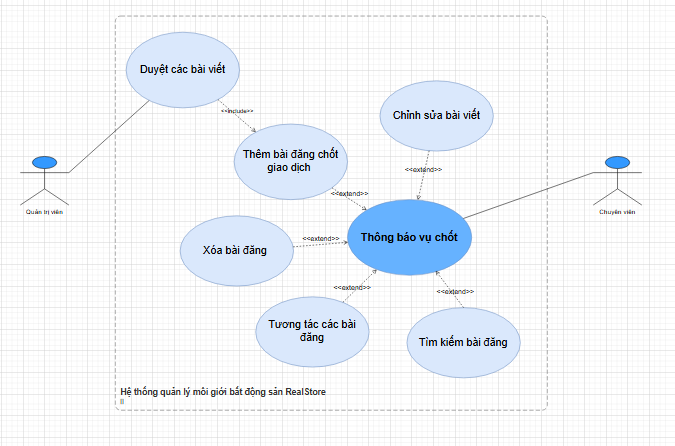 Duyệt các bài viết
<<include>>
Chỉnh sửa bài viết
Thêm bài đăng chốt
giao dịch
<<extend>>
<<extend>>
Quản trị viên
Chuyên viên
Thông báo vụ chốt
Xóa bài đăng
<<extend>>
<<extend>>
<<extend>>
Tương tác các bài
đăng
Tìm kiếm bài đăng
Hệ thống quản lý môi giới bất động sản RealStore